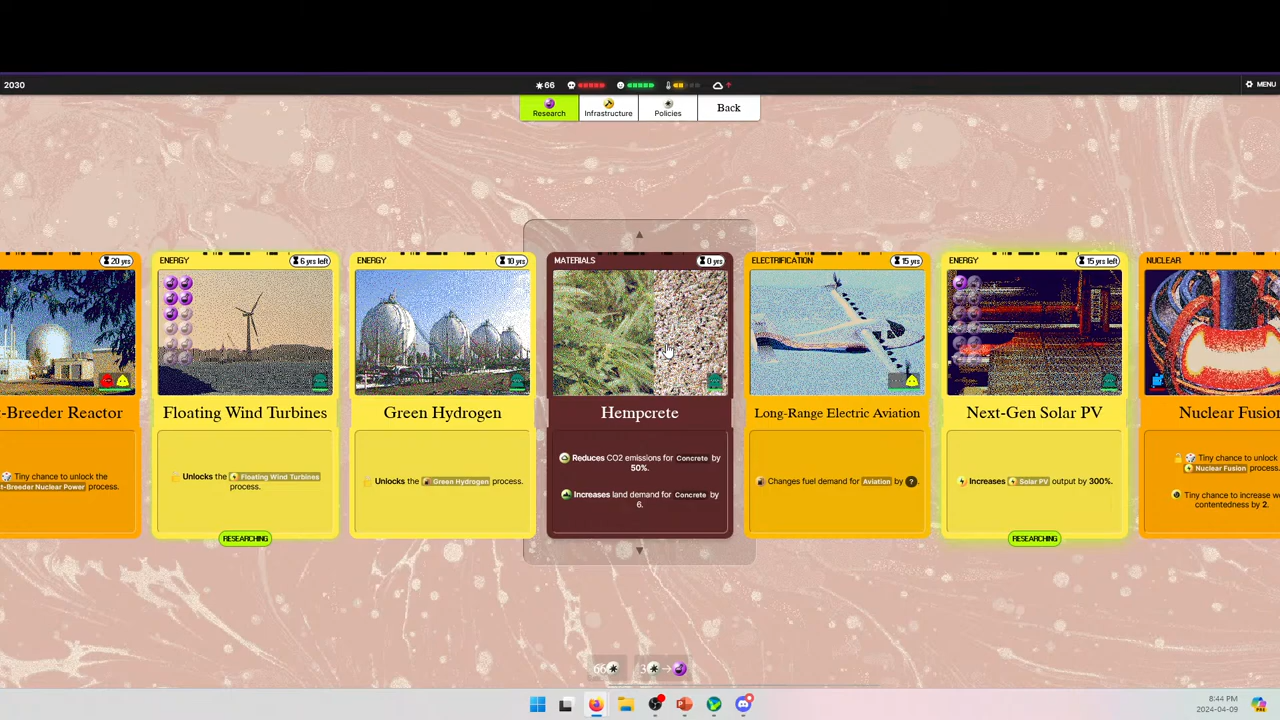 2030
66
MENU
Research
Infrastructure
Policies
Back
20 yrs
-Breeder Reactor
Tiny chance to unlock the
-Breeder Nuclear Power process.
ENERGY
6 yrs left
Floating Wind Turbines
Unlocks the Floating Wind Turbines
process.
RESEARCHING
ENERGY
10 yrs
Green Hydrogen
Unlocks the Green Hydrogen process.
MATERIALS
0 yrs
Hempcrete
Reduces CO2 emissions for Concrete by
50%.
Increases land demand for Concrete by
6.
ELECTRIFICATION
15 yrs
Long-Range Electric Aviation
Changes fuel demand for Aviation by ?
ENERGY
15 yrs left
Next-Gen Solar PV
Increases Solar PV output by 300%.
RESEARCHING
NUCLEAR
Nuclear Fusion
Tiny chance to unlock
Nuclear Fusion process.
Tiny chance to increase
contentedness by 2.
66
3
8:44 PM
2024-04-09